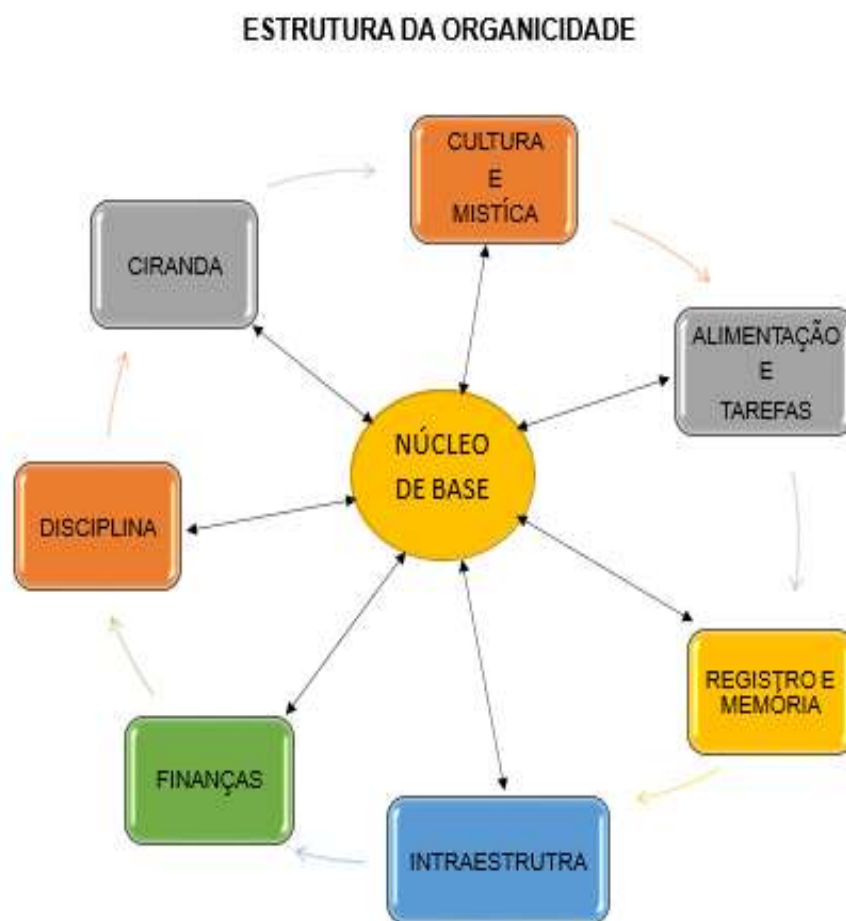 ESTRUTURA DA ORGANICIDADE
CULTURA
E
MISTÍCA
CIRANDA
ALIMENTAÇÃO
E
TAREFAS
NÚCLEO
DE BASE
DISCIPLINA
REGISTRO E
MEMÓRIA
FINANÇAS
INTRAESTRUTRA